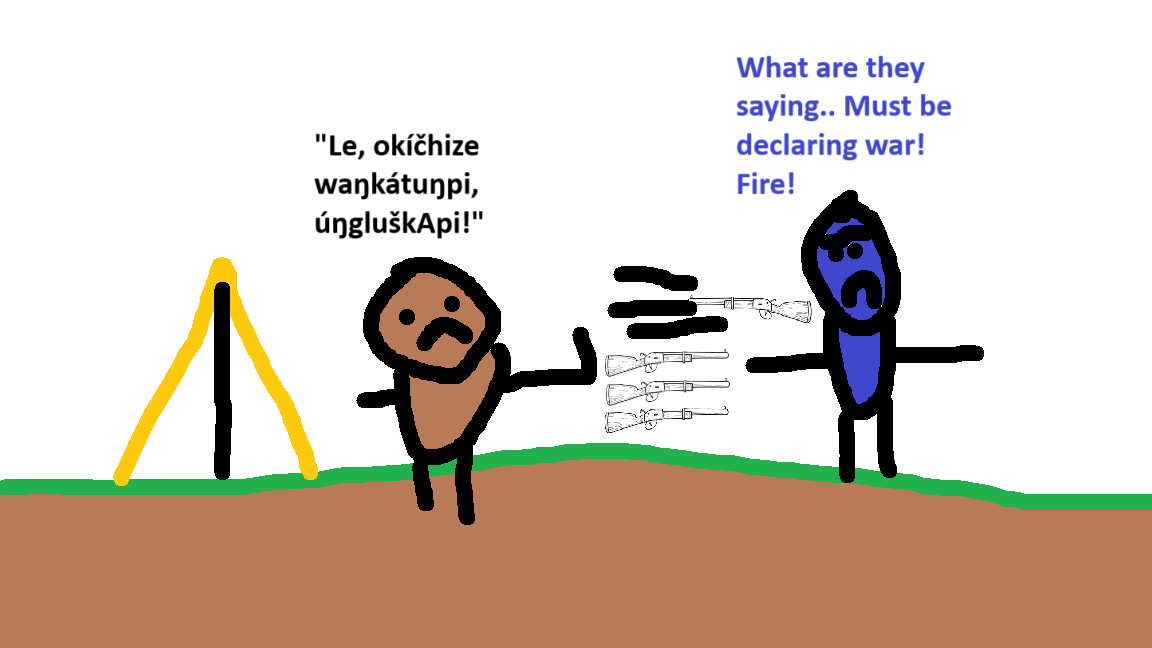 "Le, okíčhize
waŋkátuŋpi,
úŋgluškApi!"
What are they
saying.. Must be
declaring war!
Fire!